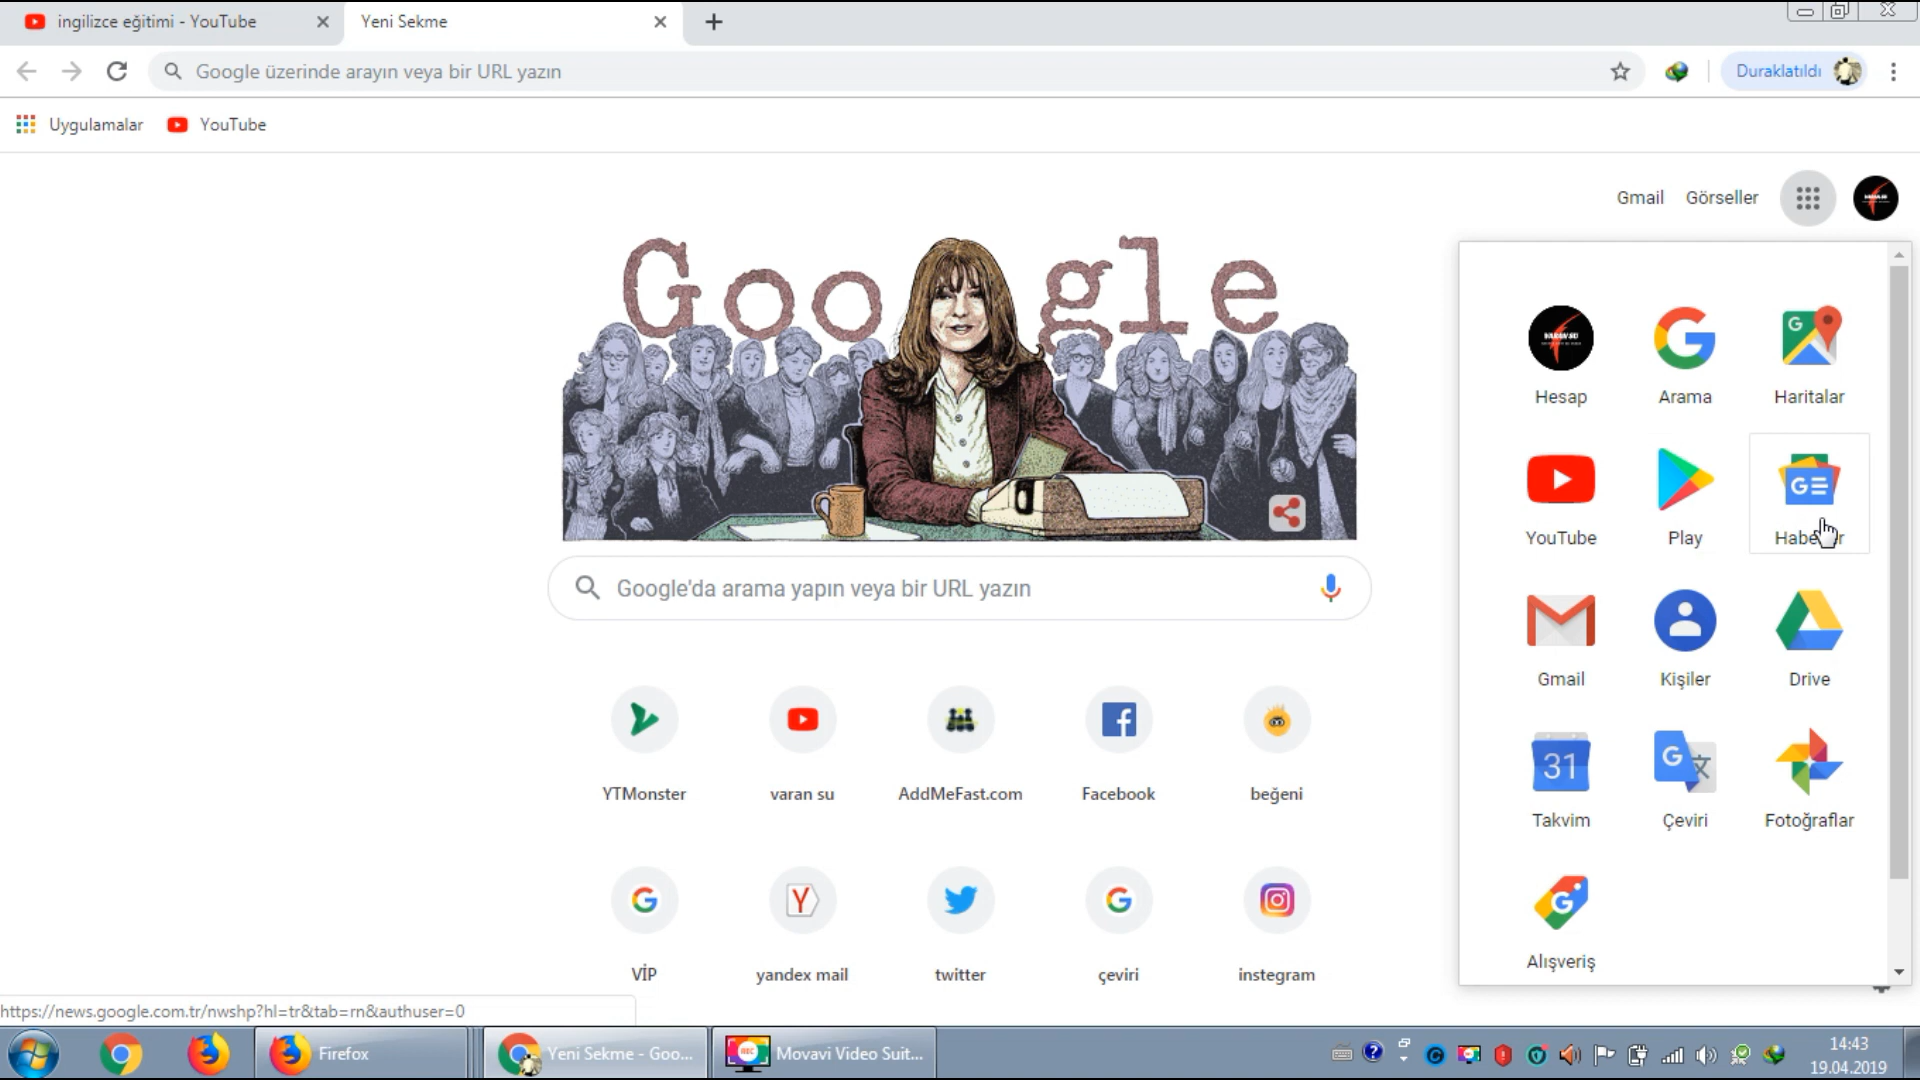 ingilizce eğitimi - YouTube
Yeni Sekme
Google üzerinde arayın veya bir URL yazın
Duraklatıldı
Uygulamalar
YouTube
Gmail
Görseller
Google
Hesap
Arama
Haritalar
YouTube
Play
Gmail
Kişiler
Drive
Takvim
Çeviri
Fotoğraflar
Alışveriş
31
Google'da arama yapın veya bir URL yazın
YTMonster
varan su
AddMeFast.com
Facebook
beğeni
VİP
yandex mail
twitter
çeviri
instegram
https://news.google.com.tr/nwshp?hl=tr&tab=rn&authuser=0
Firefox
Yeni Sekme - Goo...
REC
Movavi Video Suit...
14:43
19.04.2019